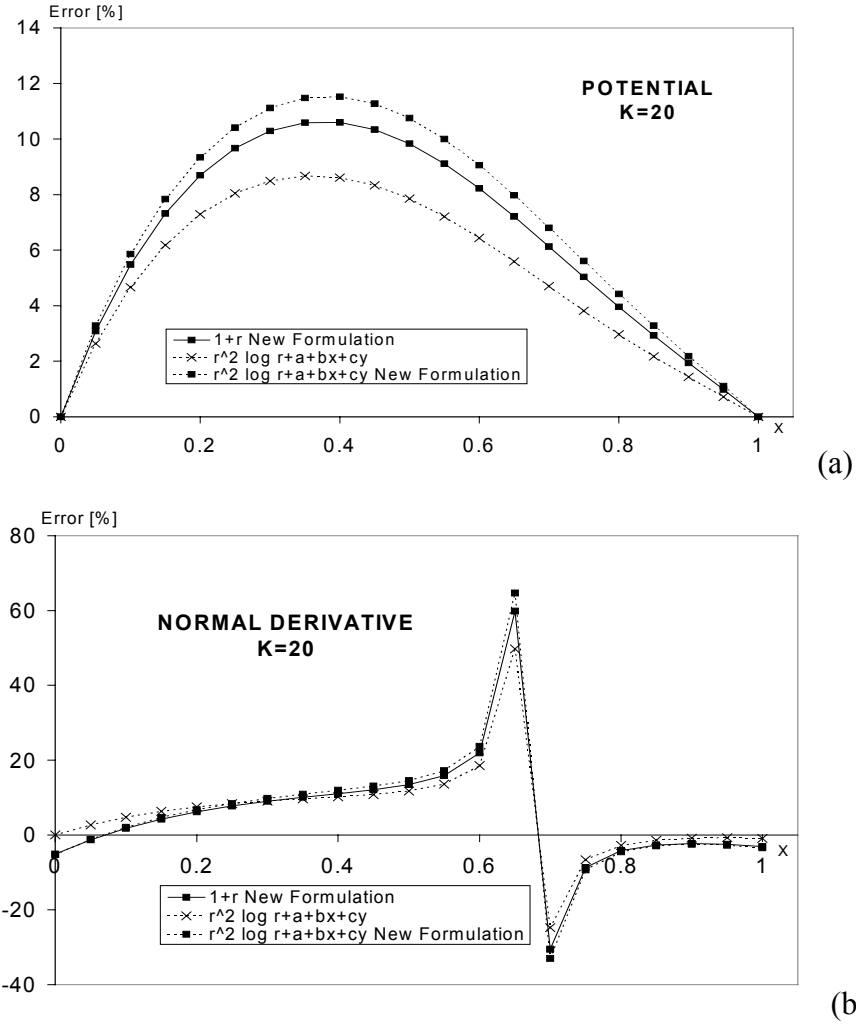 Error [%]
14
12
10
8
6
4
2
0
POTENTIAL
K=20
1+r New Formulation
r^2 log r+a+bx+cy
r^2 log r+a+bx+cy New Formulation
0 0.2 0.4 0.6 0.8 1 X
(a)
Error [%]
80
60
40
20
0
-20
-40
NORMAL DERIVATIVE
K=20
0 0.2 0.4 0.6 0.8 1 X
1+r New Formulation
r^2 log r+a+bx+cy
r^2 log r+a+bx+cy New Formulation
(b